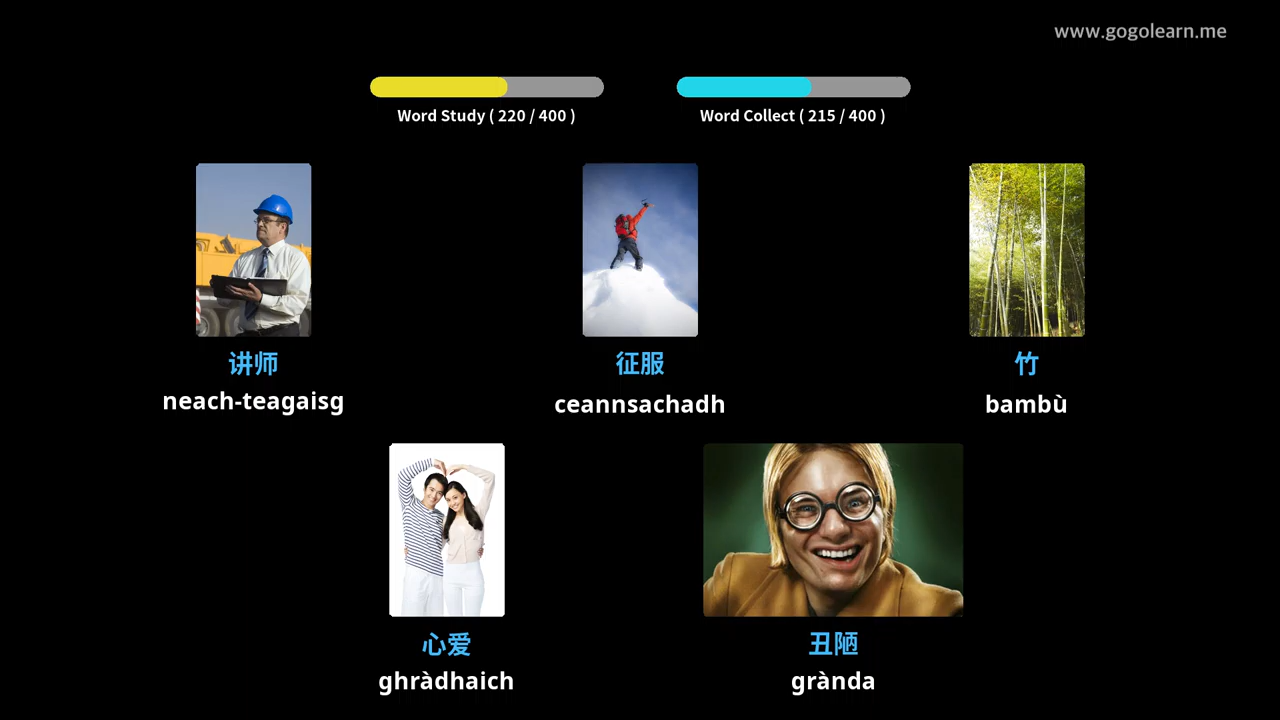 www.gogolearn.me
Word Study ( 220 / 400 )
Word Collect ( 215 / 400 )
讲师
neach-teagaisg
征服
ceannsachadh
竹
bambù
心爱
ghràdhaich
丑陋
grànda